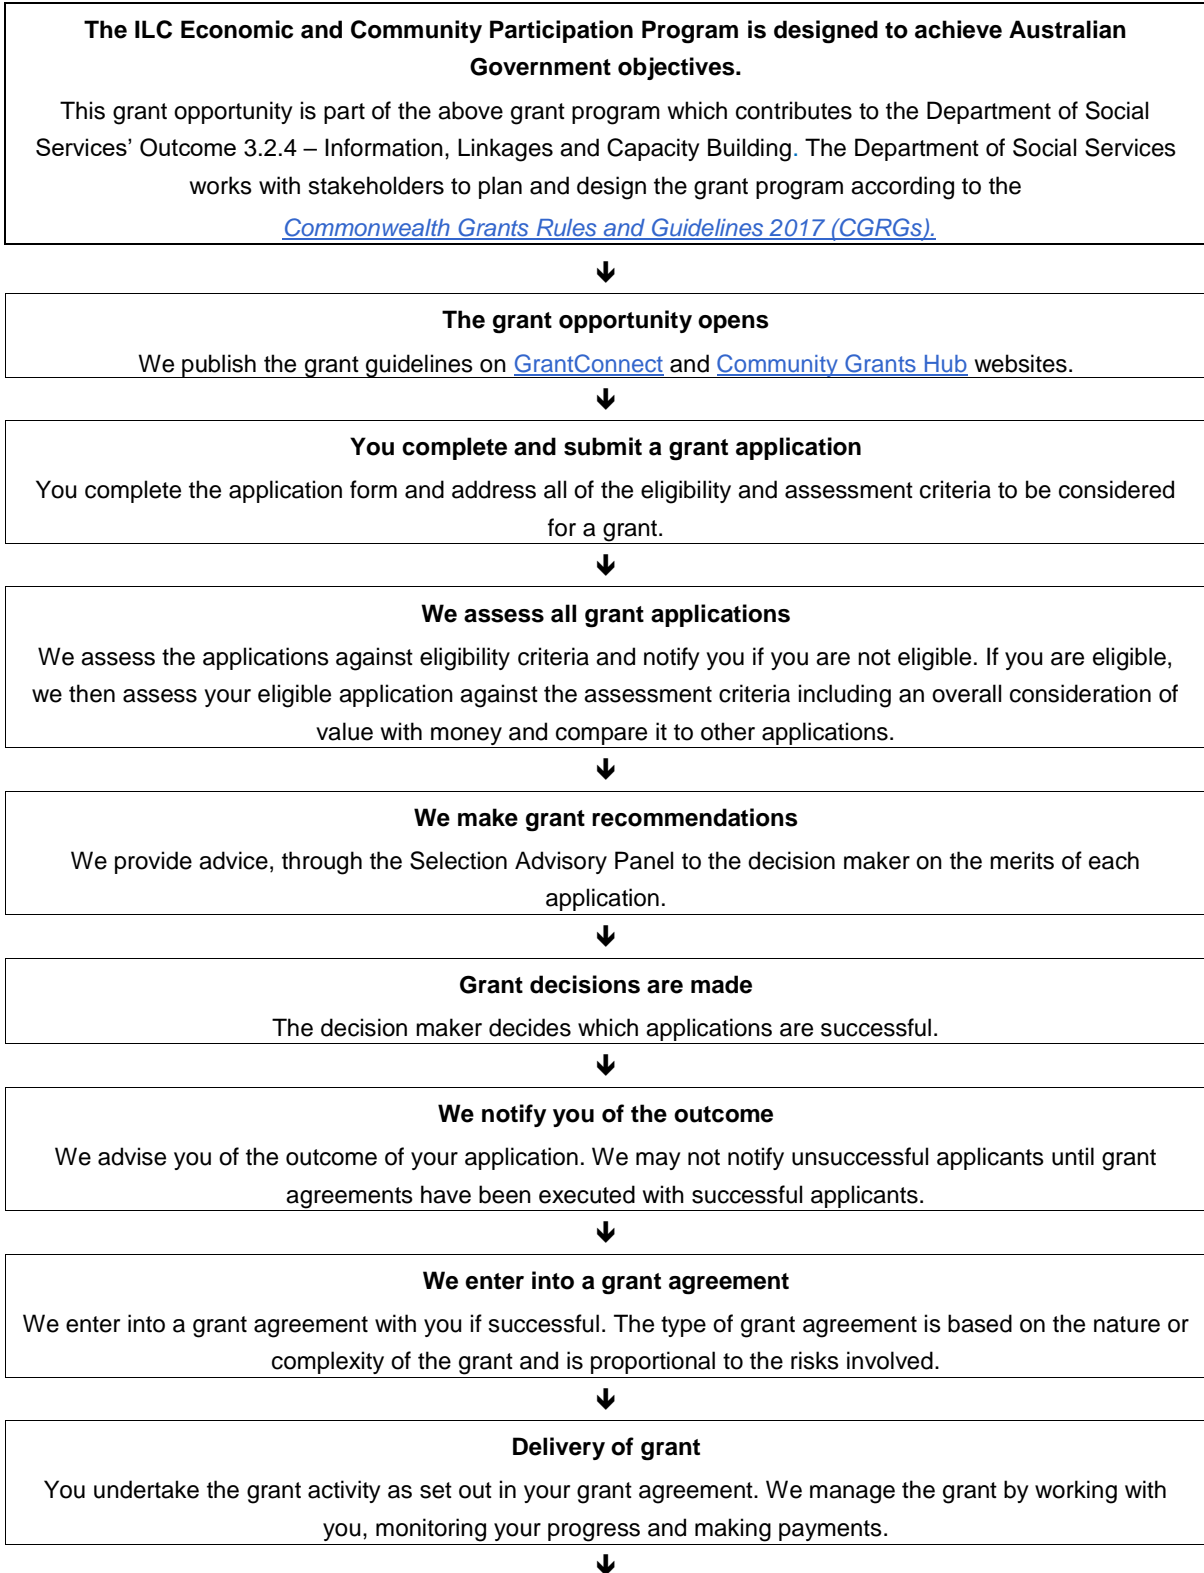 The ILC Economic and Community Participation Program is designed to achieve Australian
Government objectives.
This grant opportunity is part of the above grant program which contributes to the Department of Social
Services’ Outcome 3.2.4 – Information, Linkages and Capacity Building. The Department of Social Services
works with stakeholders to plan and design the grant program according to the
Commonwealth Grants Rules and Guidelines 2017 (CGRGs).
The grant opportunity opens
We publish the grant guidelines on GrantConnect and Community Grants Hub websites.
You complete and submit a grant application
You complete the application form and address all of the eligibility and assessment criteria to be considered
for a grant.
We assess all grant applications
We assess the applications against eligibility criteria and notify you if you are not eligible. If you are eligible,
we then assess your eligible application against the assessment criteria including an overall consideration of
value with money and compare it to other applications.
We make grant recommendations
We provide advice, through the Selection Advisory Panel to the decision maker on the merits of each
application.
Grant decisions are made
The decision maker decides which applications are successful.
We notify you of the outcome
We advise you of the outcome of your application. We may not notify unsuccessful applicants until grant
agreements have been executed with successful applicants.
We enter into a grant agreement
We enter into a grant agreement with you if successful. The type of grant agreement is based on the nature or
complexity of the grant and is proportional to the risks involved.
Delivery of grant
You undertake the grant activity as set out in your grant agreement. We manage the grant by working with
you, monitoring your progress and making payments.